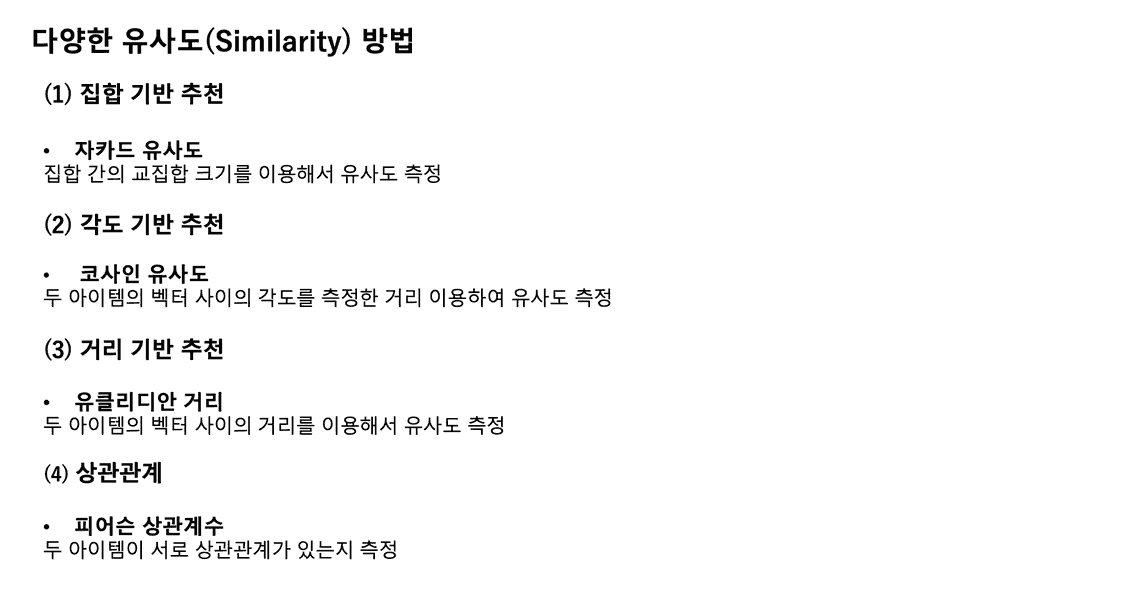 다양한 유사도(Similarity) 방법
(1) 집합 기반 추천
• 자카드 유사도
집합 간의 교집합 크기를 이용해서 유사도 측정
(2) 각도 기반 추천
• 코사인 유사도
두 아이템의 벡터 사이의 각도를 측정한 거리 이용하여 유사도 측정
(3) 거리 기반 추천
• 유클리디안 거리
두 아이템의 벡터 사이의 거리를 이용해서 유사도 측정
(4) 상관관계
• 피어슨 상관계수
두 아이템이 서로 상관관계가 있는지 측정